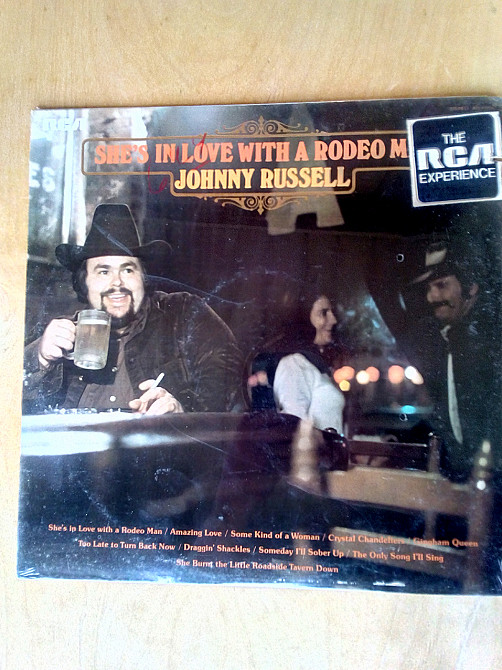 RCA
SHE'S IN LOVE WITH A RODEO M
JOHNNY RUSSELL
THE
RCA
EXPERIENCE
She's in Love with a Rodeo Man / Amazing Love / Some Kind of a Woman / Crystal Chandeliers / Gingham Queen
Too Late to Turn Back Now / Draggin' Shackles / Someday I'll Sober Up / The Only Song I'll Sing
She Burnt the Little Roadside Tavern Down